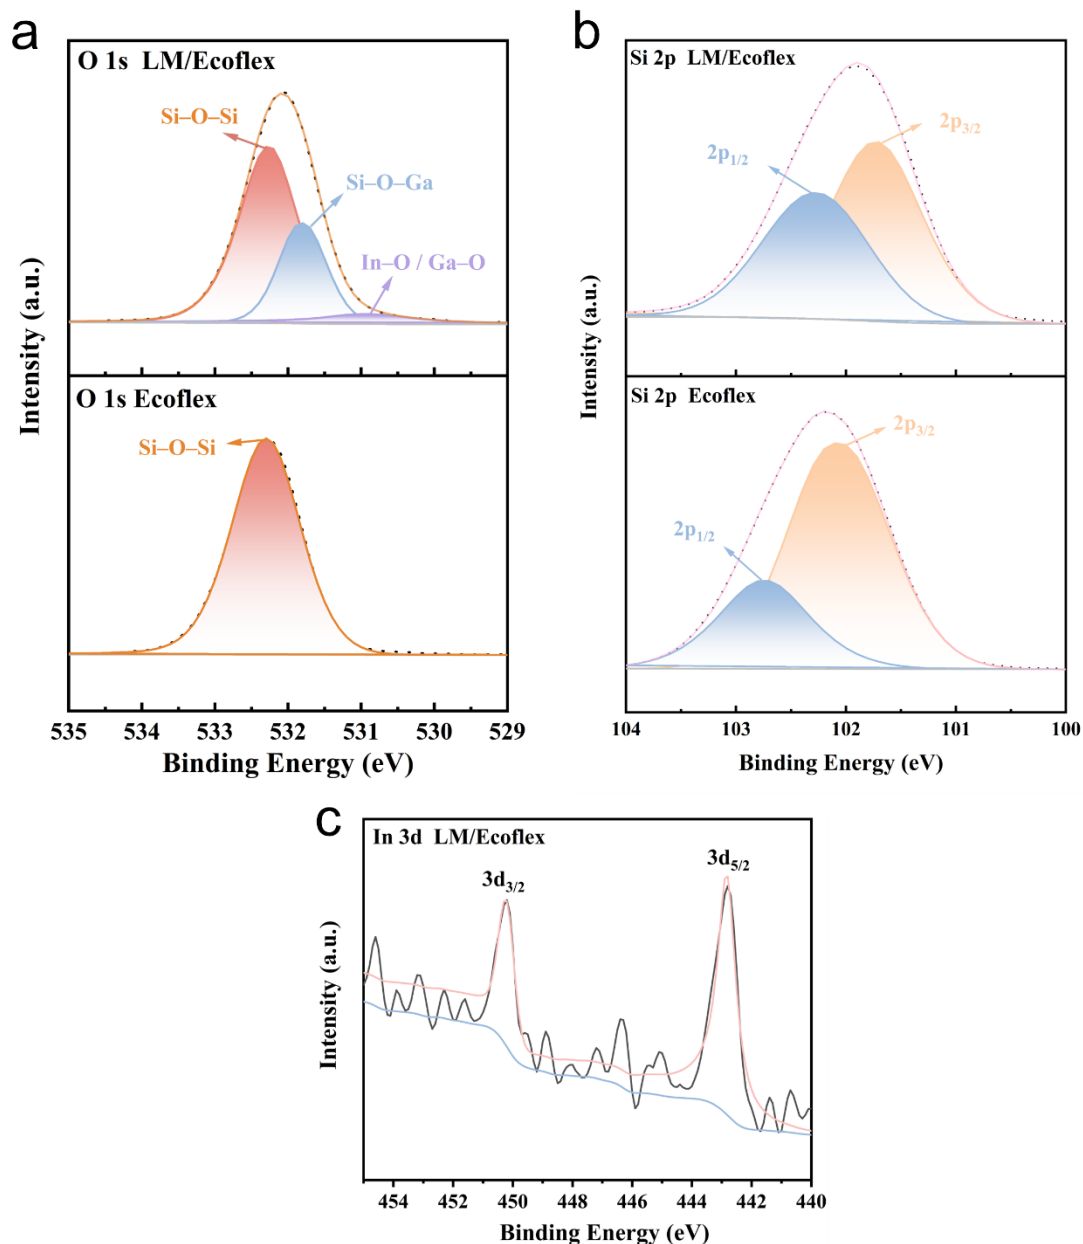 a
O 1s LM/Ecoflex
Si–O–Si
Si–O–Ga
In–O / Ga–O
O 1s Ecoflex
Si–O–Si
Intensity (a.u.)
535 534 533 532 531 530 529
Binding Energy (eV)
b
Si 2p LM/Ecoflex
2p3/2
2p1/2
Si 2p Ecoflex
2p3/2
2p1/2
Intensity (a.u.)
104 103 102 101 100
Binding Energy (eV)
c
In 3d LM/Ecoflex
3d5/2
3d3/2
Intensity (a.u.)
454 452 450 448 446 444 442 440
Binding Energy (eV)